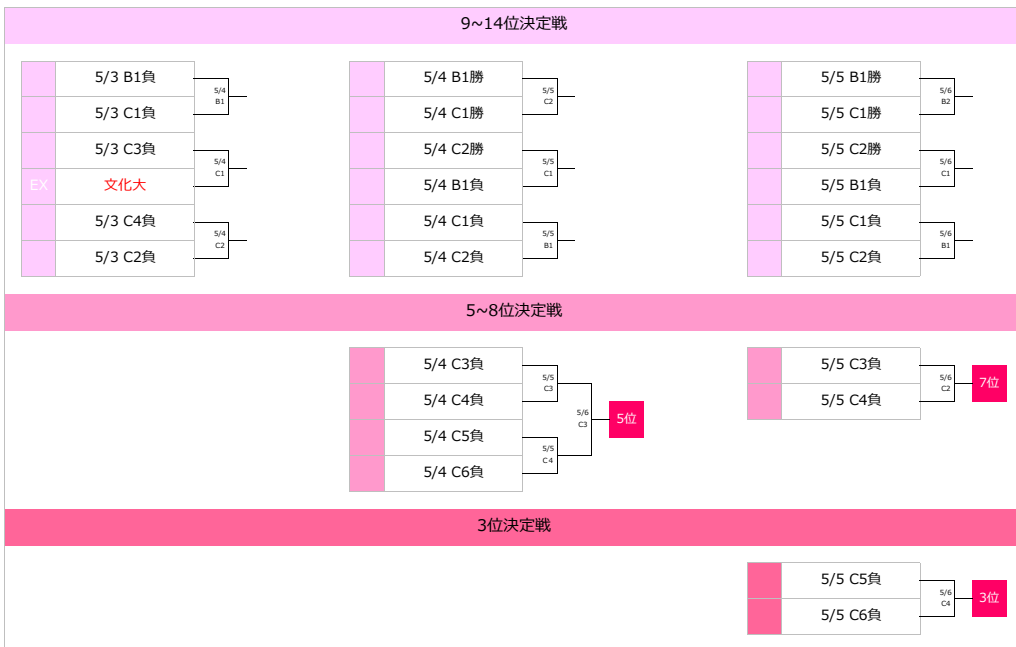 9~14位決定戦
5/3 B1負
5/3 C1負
5/3 C3負
EX 文化大
5/3 C4負
5/3 C2負
5/4
B1
5/4
C1
5/4
C2
5/4 B1勝
5/4 C1勝
5/4 C2勝
5/4 B1負
5/4 C1負
5/4 C2負
5/5
C2
5/5
C1
5/5
B1
5/5 B1勝
5/5 C1勝
5/5 C2勝
5/5 B1負
5/5 C1負
5/5 C2負
5/6
B2
5/6
C1
5/6
B1
5~8位決定戦
5/4 C3負
5/4 C4負
5/4 C5負
5/4 C6負
5/5
C3
5/5
C4
5/6
C3
5位
5/5 C3負
5/5 C4負
5/6
C2
7位
3位決定戦
5/5 C5負
5/5 C6負
5/6
C4
3位